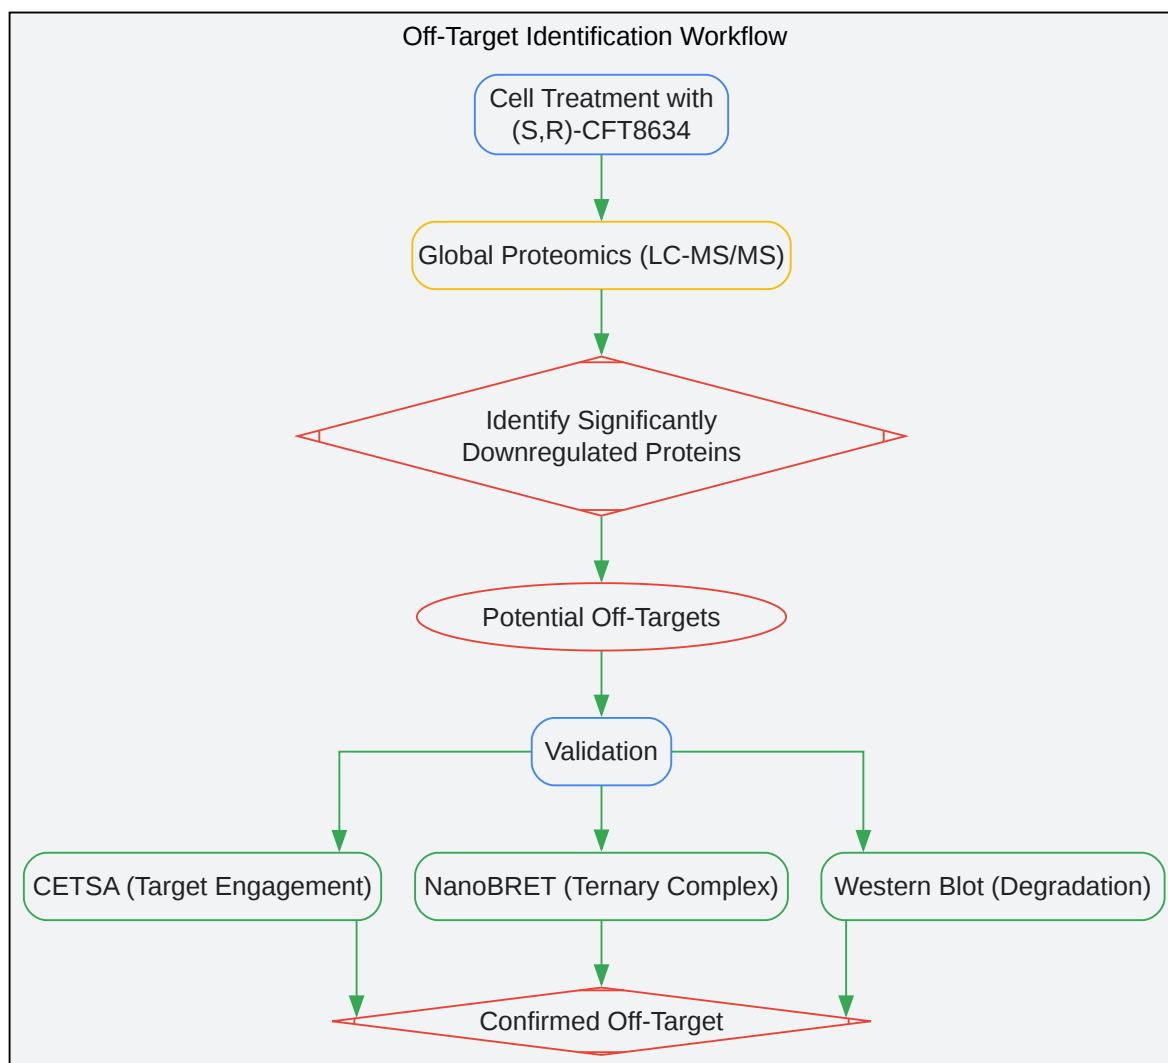 Off-Target Identification Workflow
Cell Treatment with
(S,R)-CFT8634
Global Proteomics (LC-MS/MS)
Identify Significantly
Downregulated Proteins
Potential Off-Targets
Validation
CETSA (Target Engagement)
NanoBRET (Ternary Complex)
Western Blot (Degradation)
Confirmed Off-Target